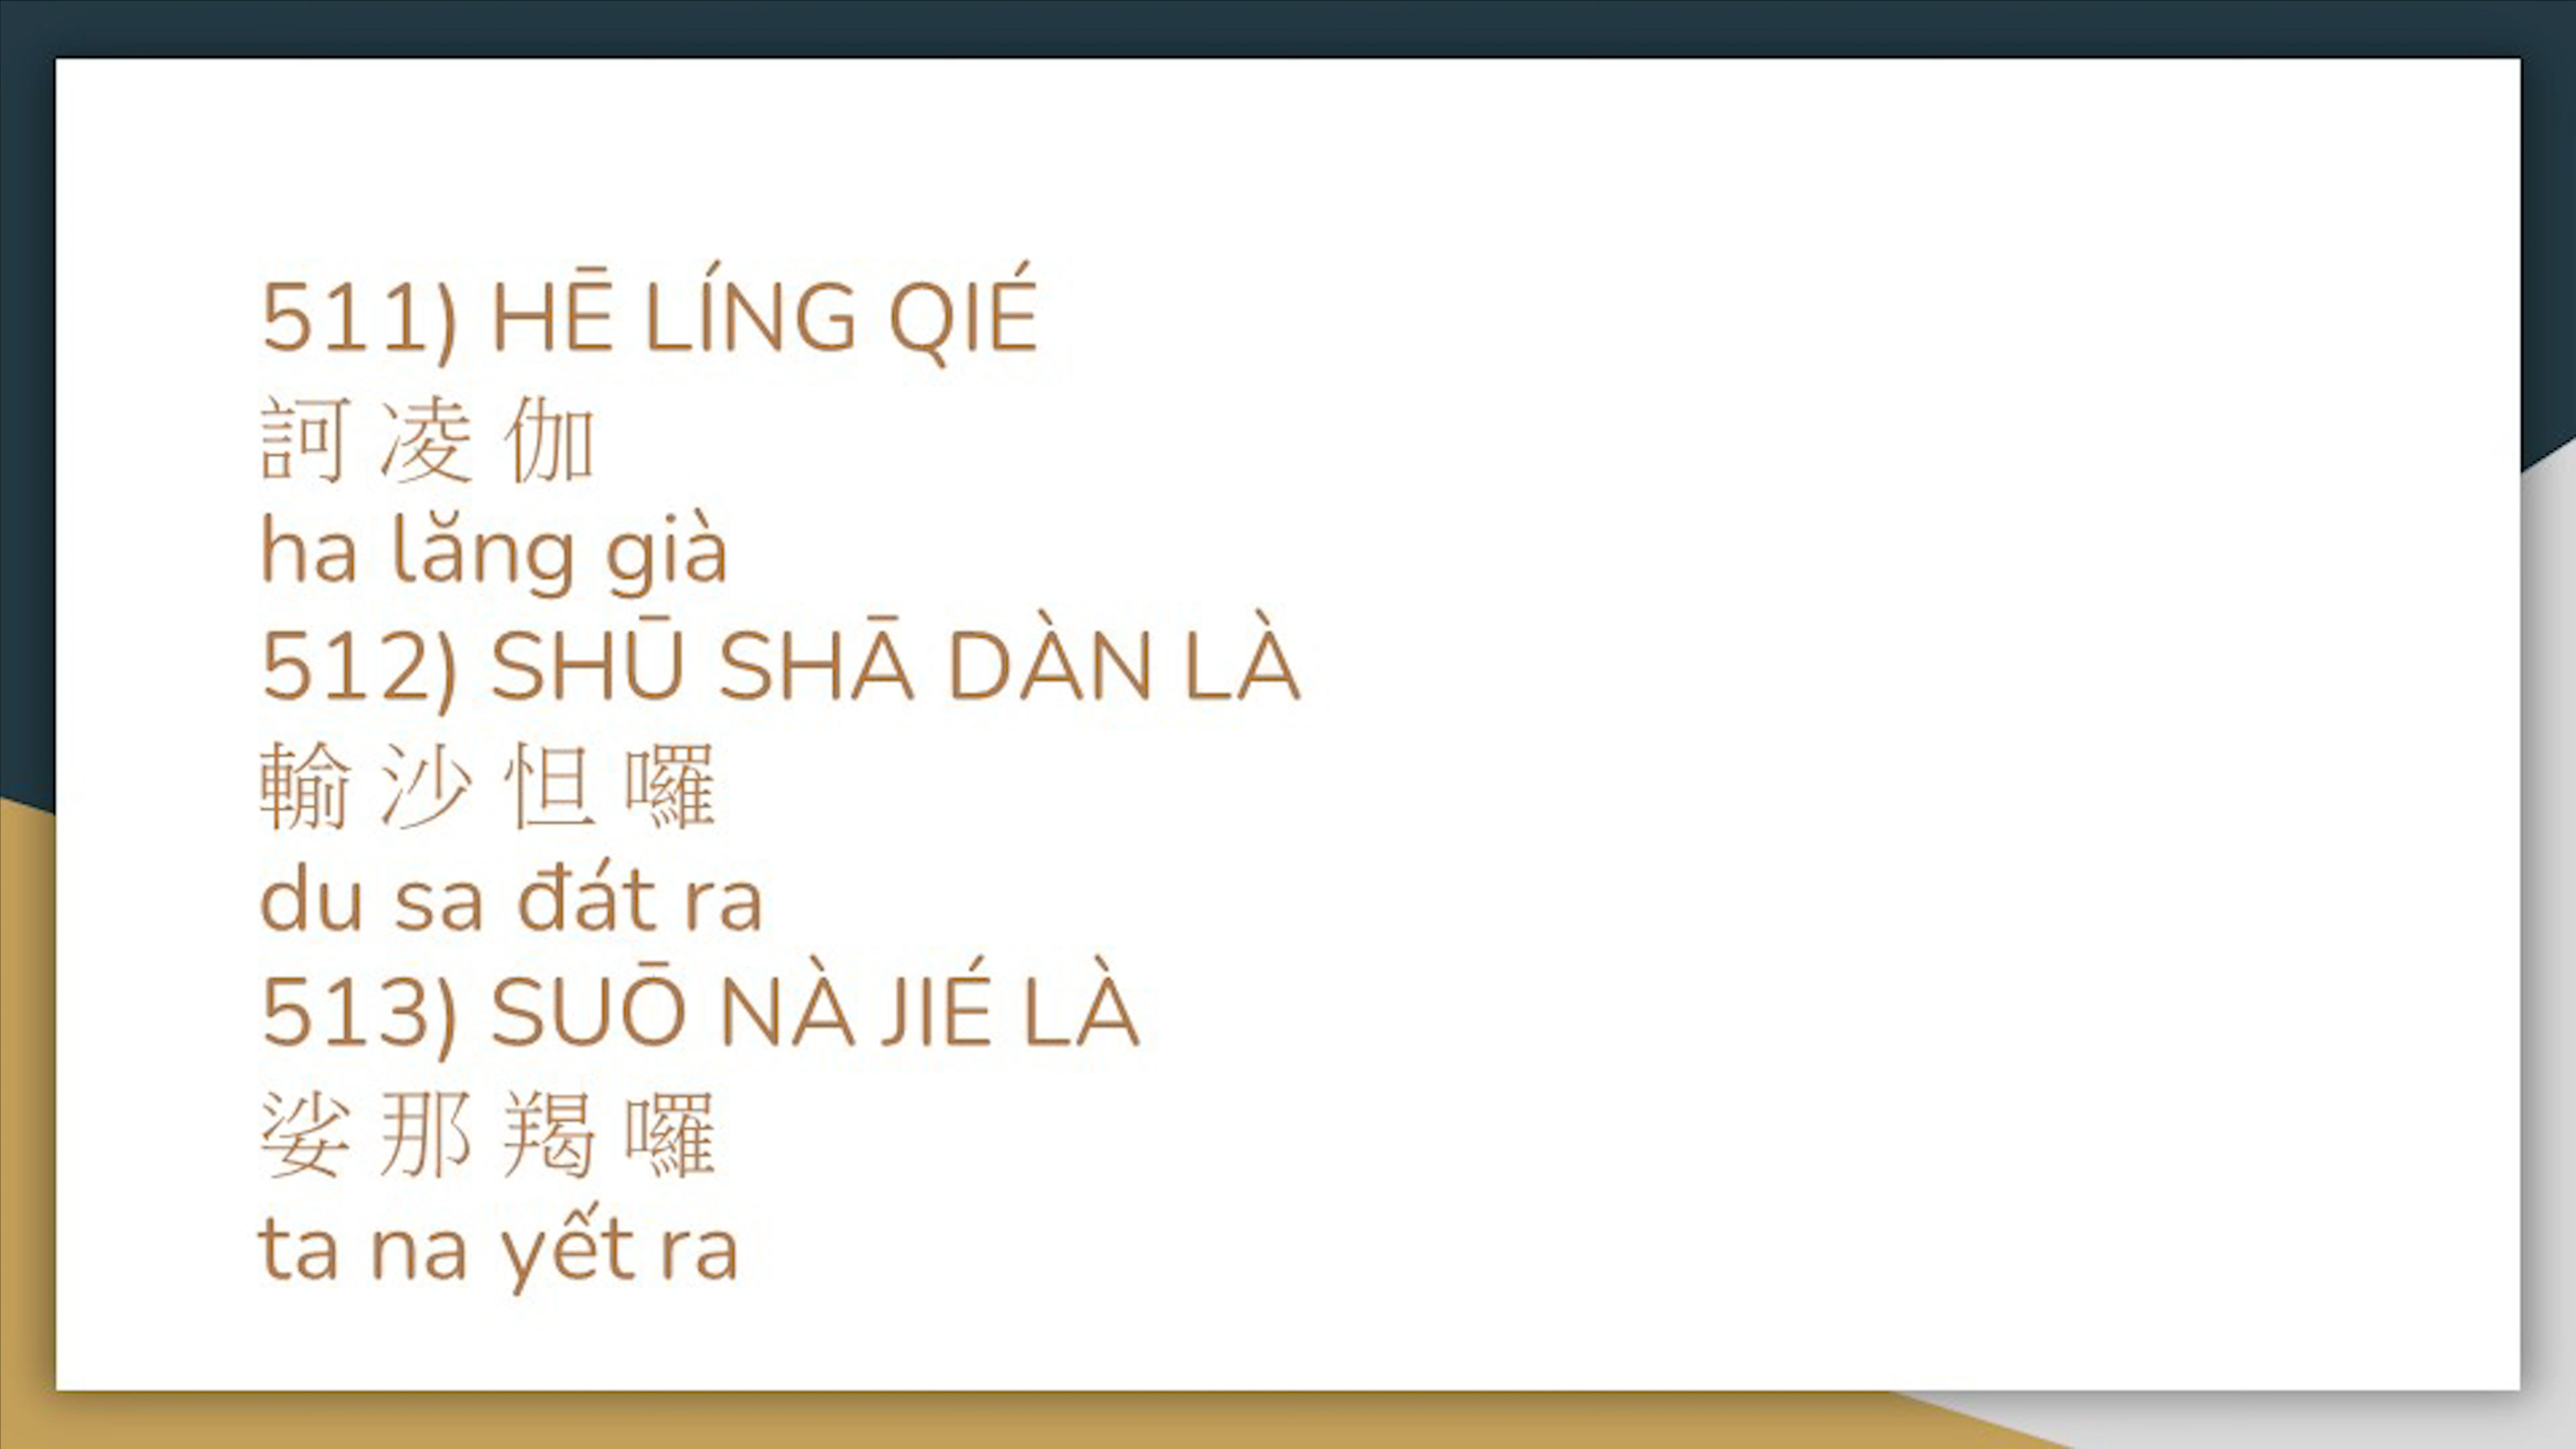 511) HĒ LÍNG QIÉ
訶 凌 伽
ha lăng già
512) SHŪ SHĀ DÀN LÀ
輸 沙 怛 囉
du sa đát ra
513) SUŌ NÀ JIÉ LÀ
娑 那 羯 囉
ta na yết ra